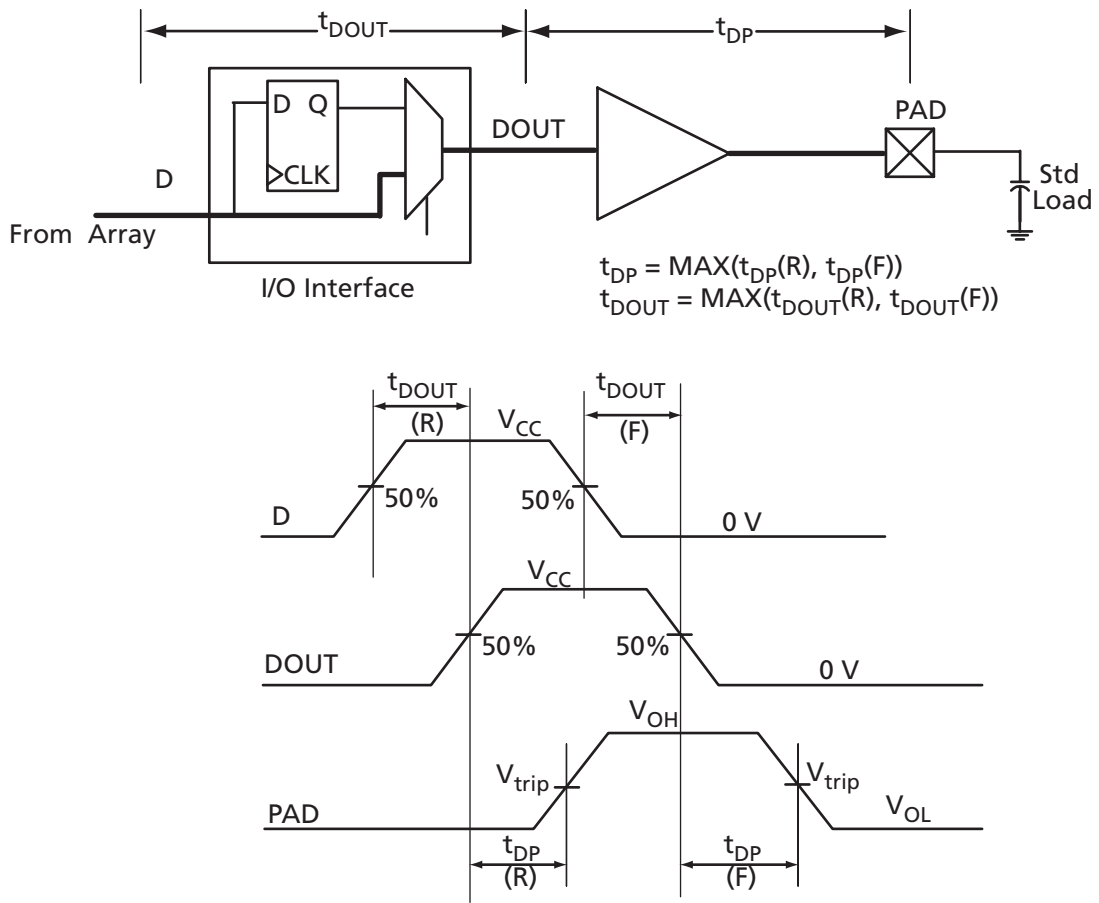 tDOUT
tDP
D Q
CLK
D
From Array
I/O Interface
DOUT
PAD
Std
Load
tDP = MAX(tDP(R), tDP(F))
tDOUT = MAX(tDOUT(R), tDOUT(F))
tDOUT
(R)
tDOUT
(F)
VCC
50%
50%
D
0 V
VCC
50%
50%
DOUT
0 V
VOH
Vtrip
Vtrip
PAD
VOL
tDP
(R)
tDP
(F)